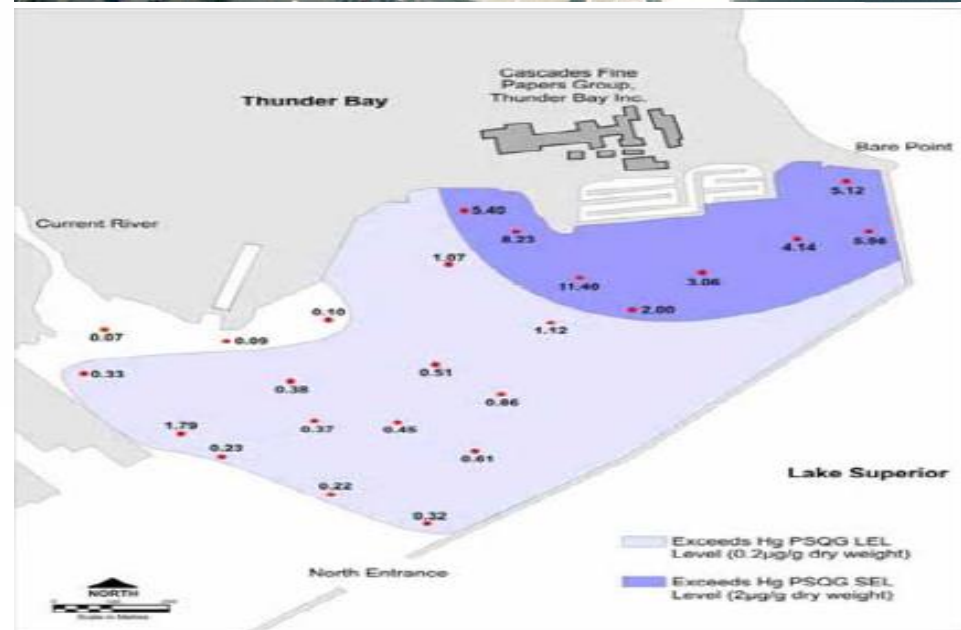 Cascades Fine
Papers Group,
Thunder Bay Inc.
Thunder Bay
Bare Point
5.12
5.40
Current River
8.23
4.14
1.07
11.40
3.06
2.00
0.10
1.12
0.07
0.09
0.33
0.51
0.38
0.86
1.79
0.37
0.45
0.23
0.61
Lake Superior
0.22
0.32
Exceeds Hg PSQG LEL
Level (0.2µg/g dry weight)
North Entrance
Exceeds Hg PSQG SEL
Level (2µg/g dry weight)
NORTH
Scale in Metres